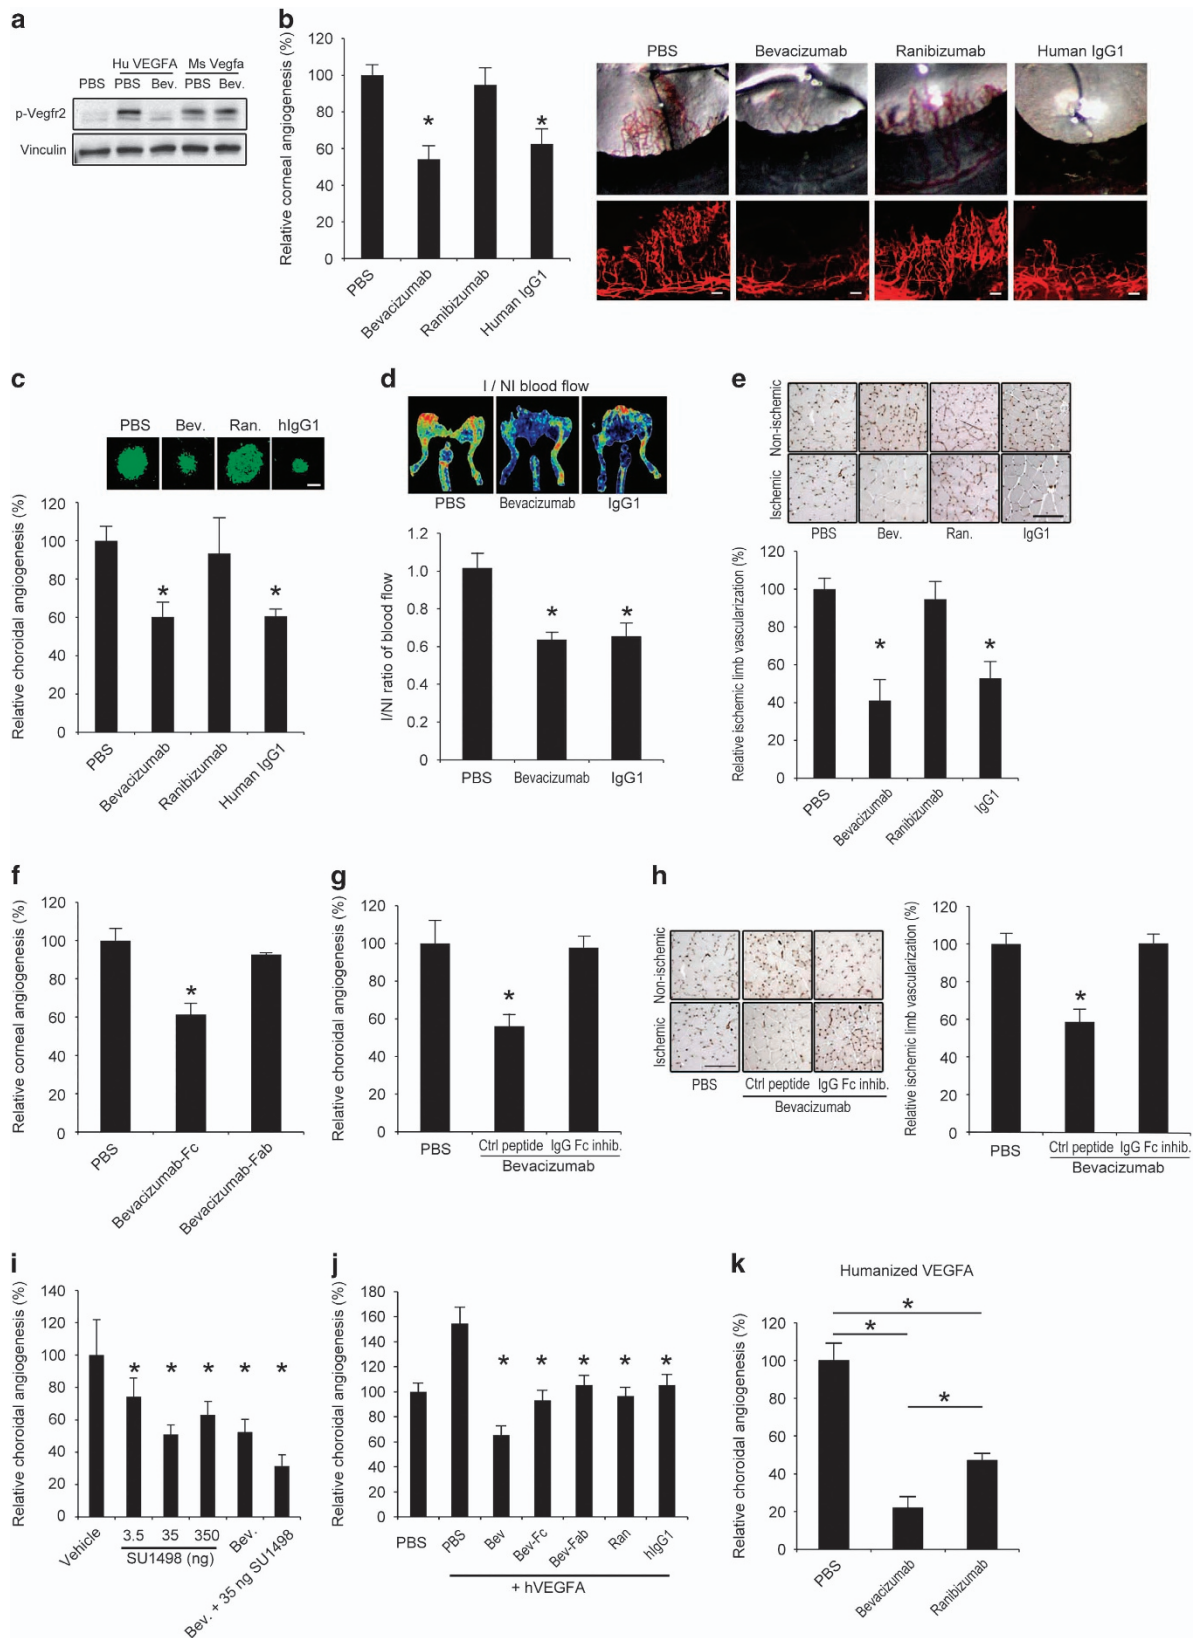 a
Hu VEGFA Ms Vegfa
PBS PBS Bev. PBS Bev.
p-Vegfr2
Vinculin
b
Relative corneal angiogenesis (%)
120
100
80
60
40
20
0
* *
PBS
Bevacizumab
Ranibizumab
Human IgG1
PBS Bevacizumab Ranibizumab Human IgG1
c
PBS Bev. Ran. hIgG1
Relative choroidal angiogenesis (%)
120
100
80
60
40
20
0
* *
PBS
Bevacizumab
Ranibizumab
Human IgG1
d
I / NI blood flow
PBS Bevacizumab IgG1
I/NI ratio of blood flow
1.2
1.0
0.8
0.6
0.4
0.2
0
* *
PBS Bevacizumab IgG1
e
Non-ischemic
Ischemic
PBS Bev. Ran. IgG1
Relative ischemic limb vascularization (%)
120
100
80
60
40
20
0
* *
PBS
Bevacizumab
Ranibizumab
IgG1
f
Relative corneal angiogenesis (%)
120
100
80
60
40
20
0
*
PBS
Bevacizumab-Fc
Bevacizumab-Fab
g
Relative choroidal angiogenesis (%)
120
100
80
60
40
20
0
*
PBS Ctrl peptide IgG Fc inhib.
Bevacizumab
h
Non-ischemic
Ischemic
PBS Ctrl peptide IgG Fc inhib.
Bevacizumab
Relative ischemic limb vascularization (%)
120
100
80
60
40
20
0
*
PBS Ctrl peptide IgG Fc inhib.
Bevacizumab
i
Relative choroidal angiogenesis (%)
140
120
100
80
60
40
20
0
* * * * *
Vehicle
3.5 35 350
SU1498 (ng)
Bev.
Bev. + 35 ng SU1498
j
Relative choroidal angiogenesis (%)
180
160
140
120
100
80
60
40
20
0
* * * * *
PBS
PBS
Bev
Bev-Fc
Bev-Fab
Ran
hIgG1
+ hVEGFA
k
Humanized VEGFA
Relative choroidal angiogenesis (%)
120
100
80
60
40
20
0
*
*
*
PBS
Bevacizumab
Ranibizumab